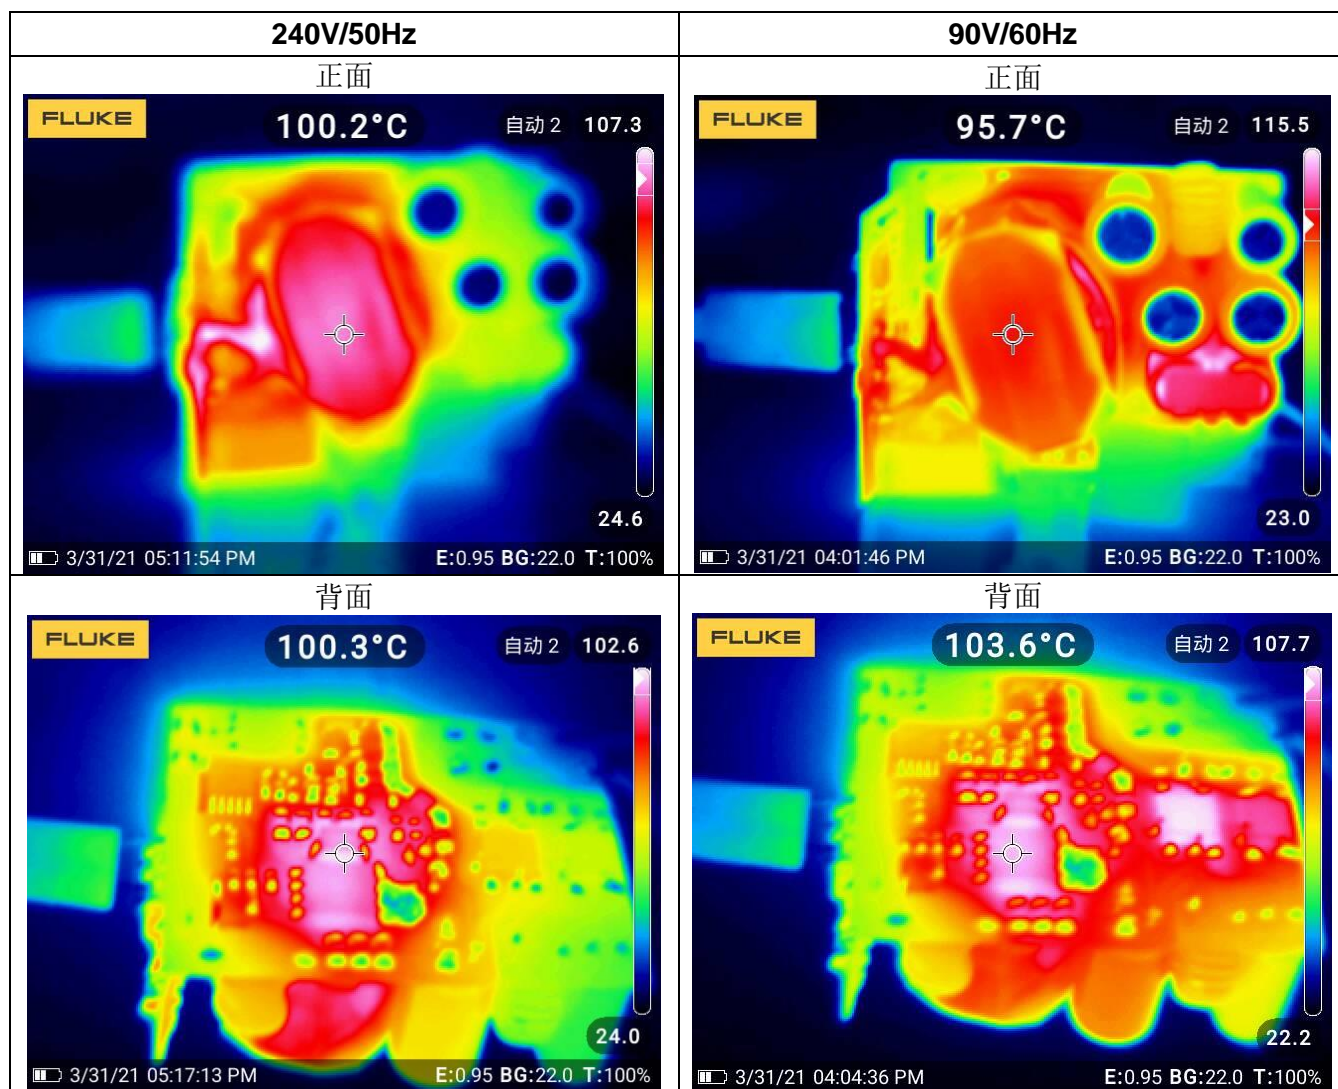 240V/50Hz
90V/60Hz
正面
正面
FLUKE
100.2°C
自动 2
107.3
24.6
3/31/21 05:11:54 PM
E:0.95 BG:22.0 T:100%
FLUKE
95.7°C
自动 2
115.5
23.0
3/31/21 04:01:46 PM
E:0.95 BG:22.0 T:100%
背面
背面
FLUKE
100.3°C
自动 2
102.6
24.0
3/31/21 05:17:13 PM
E:0.95 BG:22.0 T:100%
FLUKE
103.6°C
自动 2
107.7
22.2
3/31/21 04:04:36 PM
E:0.95 BG:22.0 T:100%